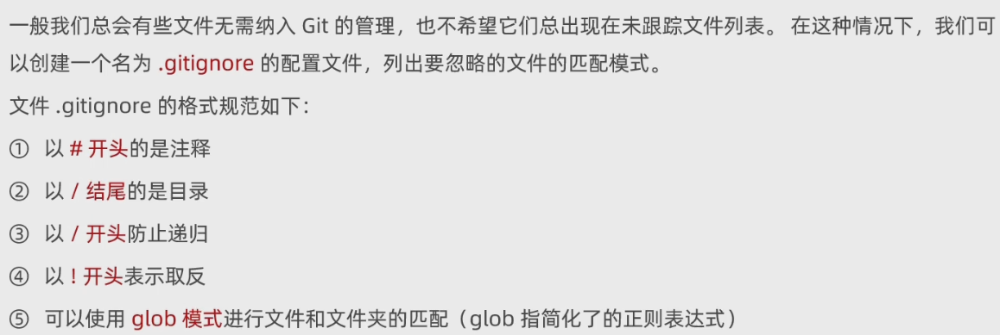 一般我们总会有些文件无需纳入 Git 的管理，也不希望它们总出现在未跟踪文件列表。 在这种情况下，我们可
以创建一个名为 .gitignore 的配置文件，列出要忽略的文件的匹配模式。
文件 .gitignore 的格式规范如下：
① 以 # 开头的是注释
② 以 / 结尾的是目录
③ 以 / 开头防止递归
④ 以 ! 开头表示取反
⑤ 可以使用 glob 模式进行文件和文件夹的匹配（glob 指简化了的正则表达式）